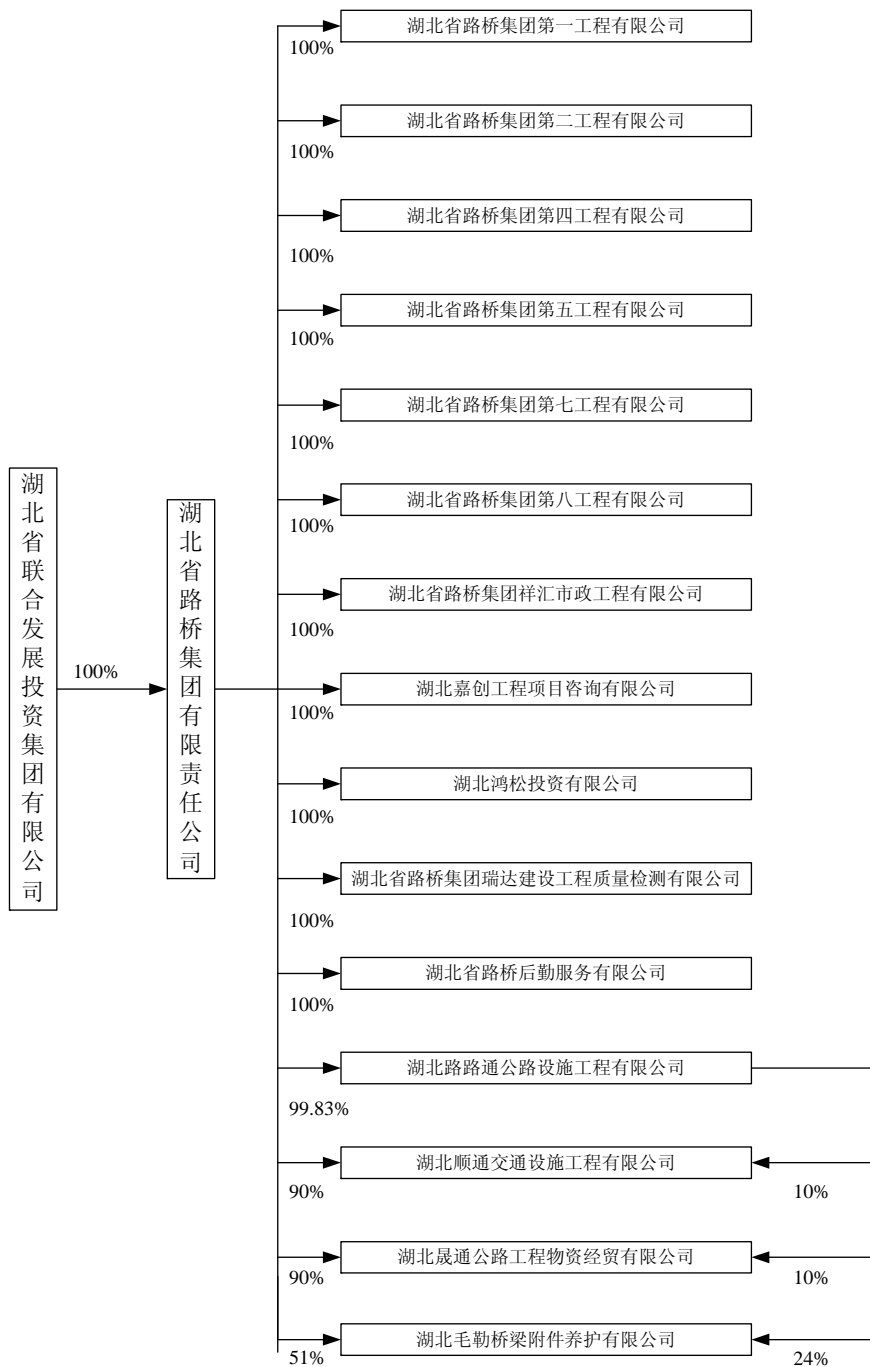 湖北省联合发展投资集团有限公司
100%
湖北省路桥集团有限责任公司
湖北省路桥集团第一工程有限公司
100%
湖北省路桥集团第二工程有限公司
100%
湖北省路桥集团第四工程有限公司
100%
湖北省路桥集团第五工程有限公司
100%
湖北省路桥集团第七工程有限公司
100%
湖北省路桥集团第八工程有限公司
100%
湖北省路桥集团祥汇市政工程有限公司
100%
湖北嘉创工程项目咨询有限公司
100%
湖北鸿松投资有限公司
100%
湖北省路桥集团瑞达建设工程质量检测有限公司
100%
湖北省路桥后勤服务有限公司
100%
湖北路路通公路设施工程有限公司
99.83%
湖北顺通交通设施工程有限公司
90%
10%
湖北晟通公路工程物资经贸有限公司
90%
10%
湖北毛勒桥梁附件养护有限公司
51%
24%